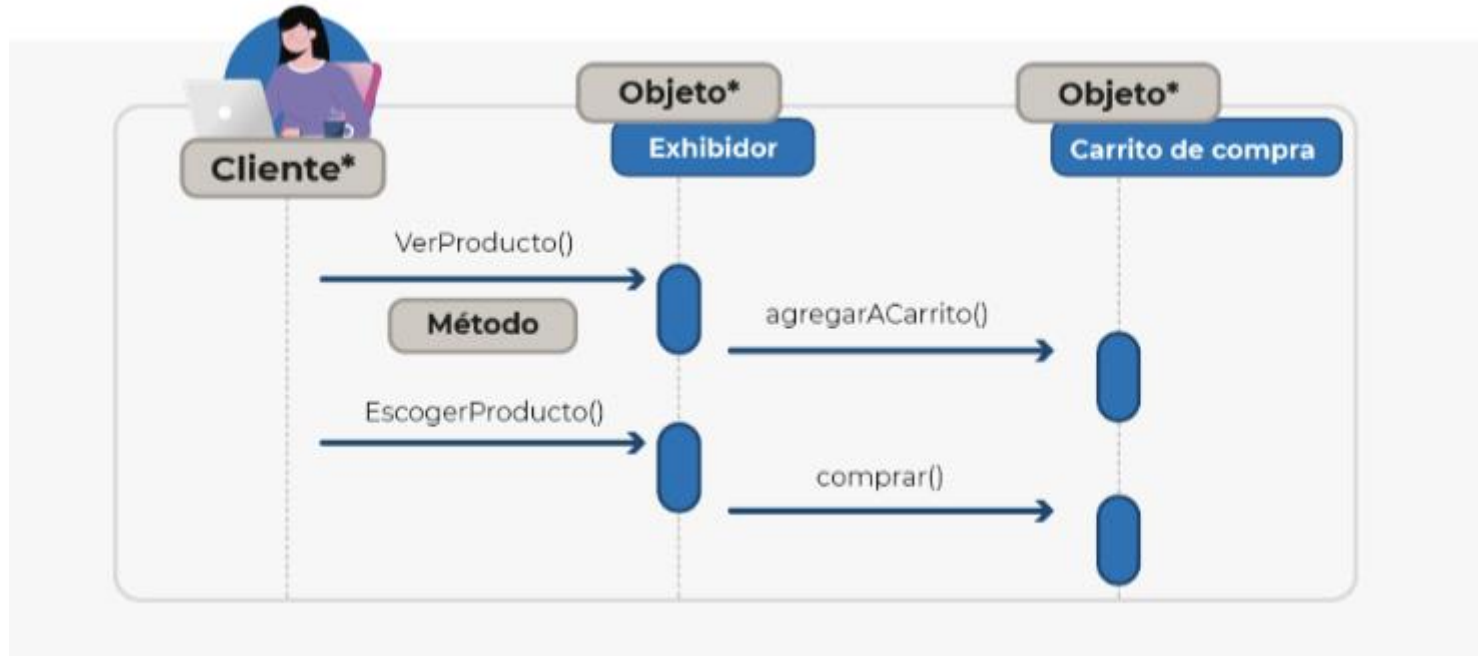 Objeto*
Objeto*
Exhibidor
Carrito de compra
Cliente*
VerProducto()
Método
agregarACarrito()
EscogerProducto()
comprar()